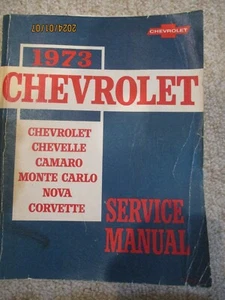 2024/01/07
CHEVROLET
1973
CHEVROLET
CHEVROLET
CHEVELLE
CAMARO
MONTE CARLO
NOVA
CORVETTE
SERVICE
MANUAL